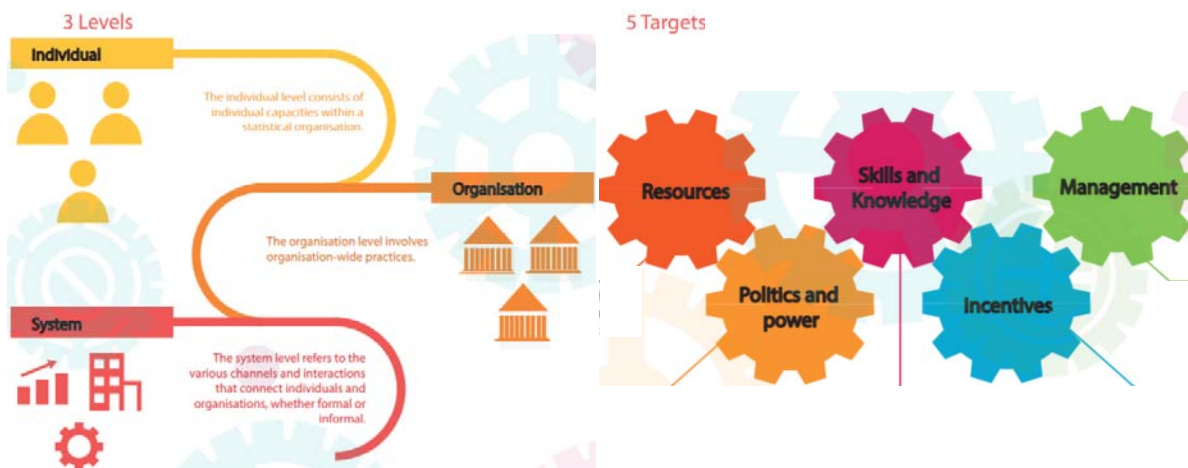 3 Levels
Individual
The individual level consists of
individual capacities within a
statistical organisation.
Organisation
The organisation level involves
organisation-wide practices.
System
The system level refers to the
various channels and interactions
that connect individuals and
organisations, whether formal or
informal.
5 Targets
Resources
Skills and
Knowledge
Management
Politics and
power
Incentives